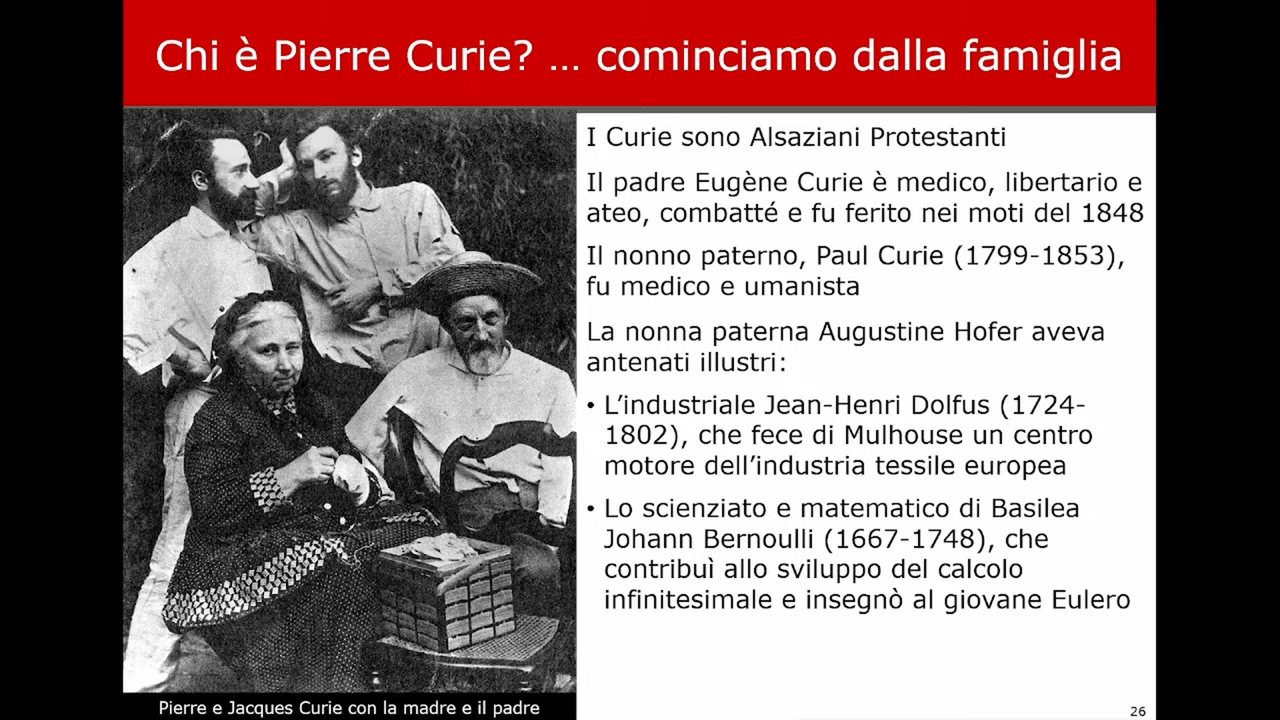 Chi è Pierre Curie? … cominciamo dalla famiglia
I Curie sono Alsaziani Protestanti
Il padre Eugène Curie è medico, libertario e
ateo, combatté e fu ferito nei moti del 1848
Il nonno paterno, Paul Curie (1799-1853),
fu medico e umanista
La nonna paterna Augustine Hofer aveva
antenati illustri:
• L’industriale Jean-Henri Dolfus (1724-
1802), che fece di Mulhouse un centro
motore dell’industria tessile europea
• Lo scienziato e matematico di Basilea
Johann Bernoulli (1667-1748), che
contribuì allo sviluppo del calcolo
infinitesimale e insegnò al giovane Eulero
Pierre e Jacques Curie con la madre e il padre
26